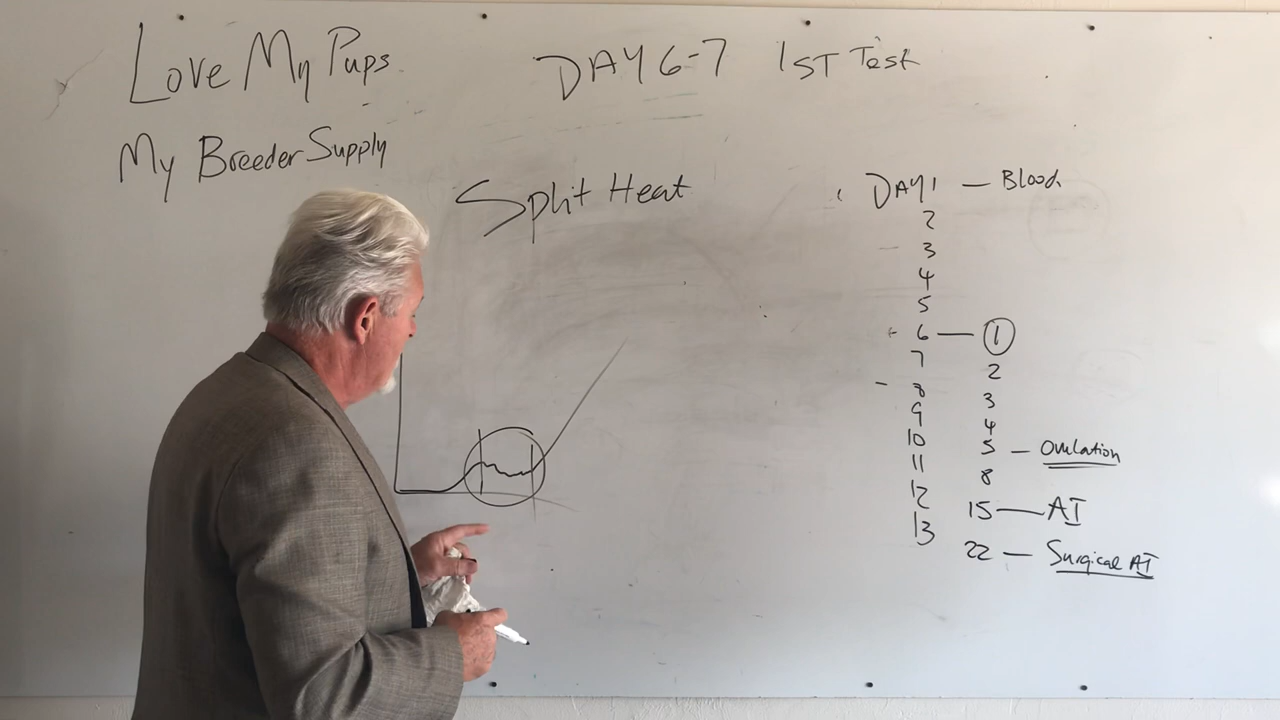 Love My Pups
DAY 6-7 1ST Test
My Breeder Supply
Split Heat
DAY 1 — Blood
2
3
4
5
6 — 1
7 2
8 3
9 4
10 5 — Ovulation
11 8
12 15 — AI
13 22 — Surgical AI